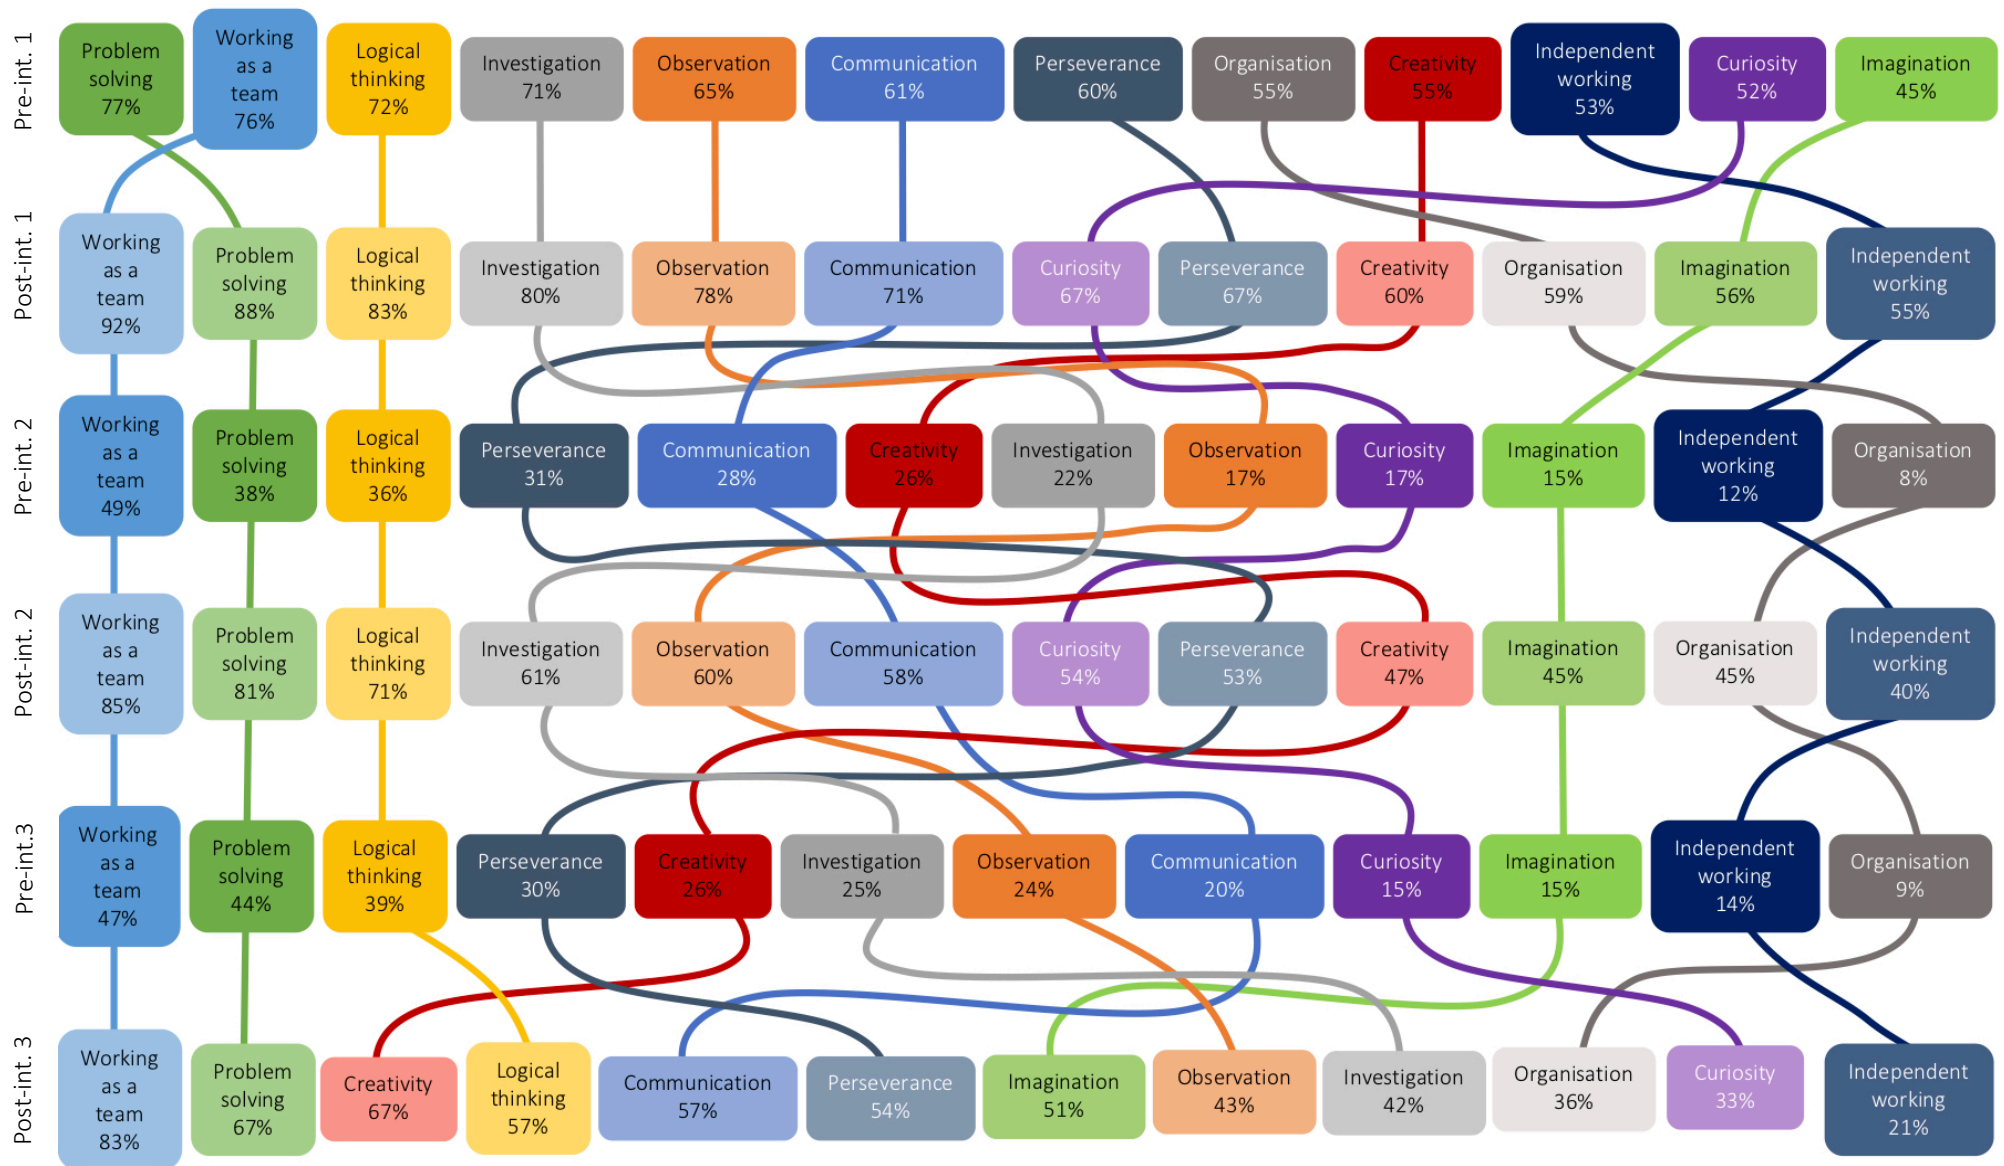 Pre-int. 1
Problem
solving
77%
Working
as a
team
76%
Logical
thinking
72%
Investigation
71%
Observation
65%
Communication
61%
Perseverance
60%
Organisation
55%
Creativity
55%
Independent
working
53%
Curiosity
52%
Imagination
45%
Post-int. 1
Working
as a
team
92%
Problem
solving
88%
Logical
thinking
83%
Investigation
80%
Observation
78%
Communication
71%
Curiosity
67%
Perseverance
67%
Creativity
60%
Organisation
59%
Imagination
56%
Independent
working
55%
Pre-int. 2
Working
as a
team
49%
Problem
solving
38%
Logical
thinking
36%
Perseverance
31%
Communication
28%
Creativity
26%
Investigation
22%
Observation
17%
Curiosity
17%
Imagination
15%
Independent
working
12%
Organisation
8%
Post-int. 2
Working
as a
team
85%
Problem
solving
81%
Logical
thinking
71%
Investigation
61%
Observation
60%
Communication
58%
Curiosity
54%
Perseverance
53%
Creativity
47%
Imagination
45%
Organisation
45%
Independent
working
40%
Pre-int.3
Working
as a
team
47%
Problem
solving
44%
Logical
thinking
39%
Perseverance
30%
Creativity
26%
Investigation
25%
Observation
24%
Communication
20%
Curiosity
15%
Imagination
15%
Independent
working
14%
Organisation
9%
Post-int. 3
Working
as a
team
83%
Problem
solving
67%
Creativity
67%
Logical
thinking
57%
Communication
57%
Perseverance
54%
Imagination
51%
Observation
43%
Investigation
42%
Organisation
36%
Curiosity
33%
Independent
working
21%